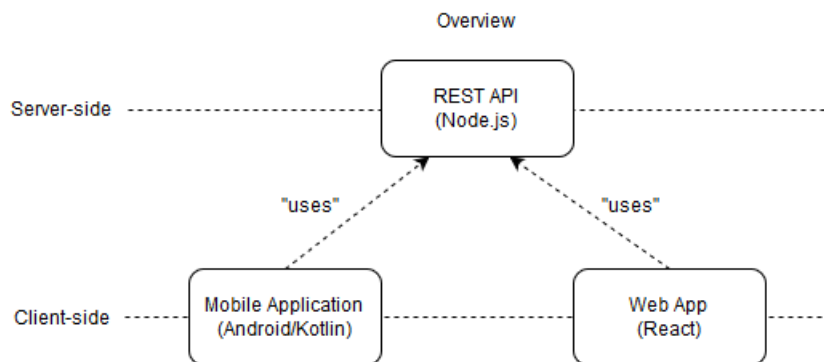 Overview
Server-side
REST API
(Node.js)
"uses"
"uses"
Client-side
Mobile Application
(Android/Kotlin)
Web App
(React)